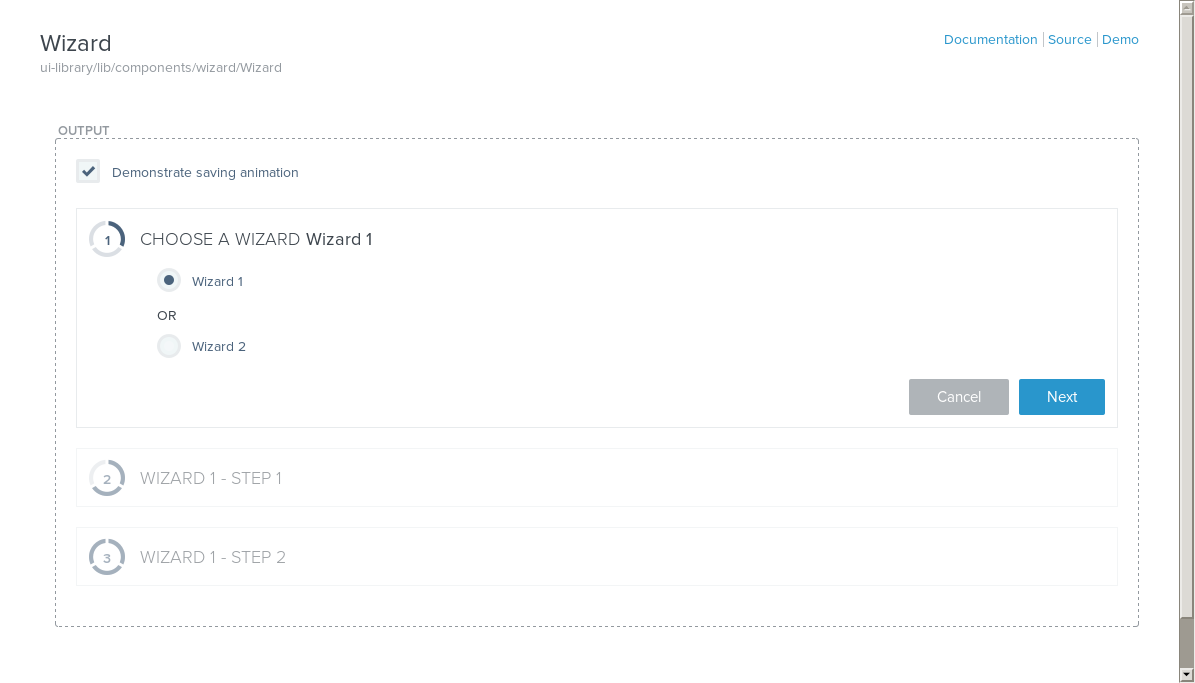 Wizard
Documentation Source Demo
ui-library/lib/components/wizard/Wizard
OUTPUT
Demonstrate saving animation
1 CHOOSE A WIZARD Wizard 1
Wizard 1
OR
Wizard 2
Cancel Next
2 WIZARD 1 - STEP 1
3 WIZARD 1 - STEP 2